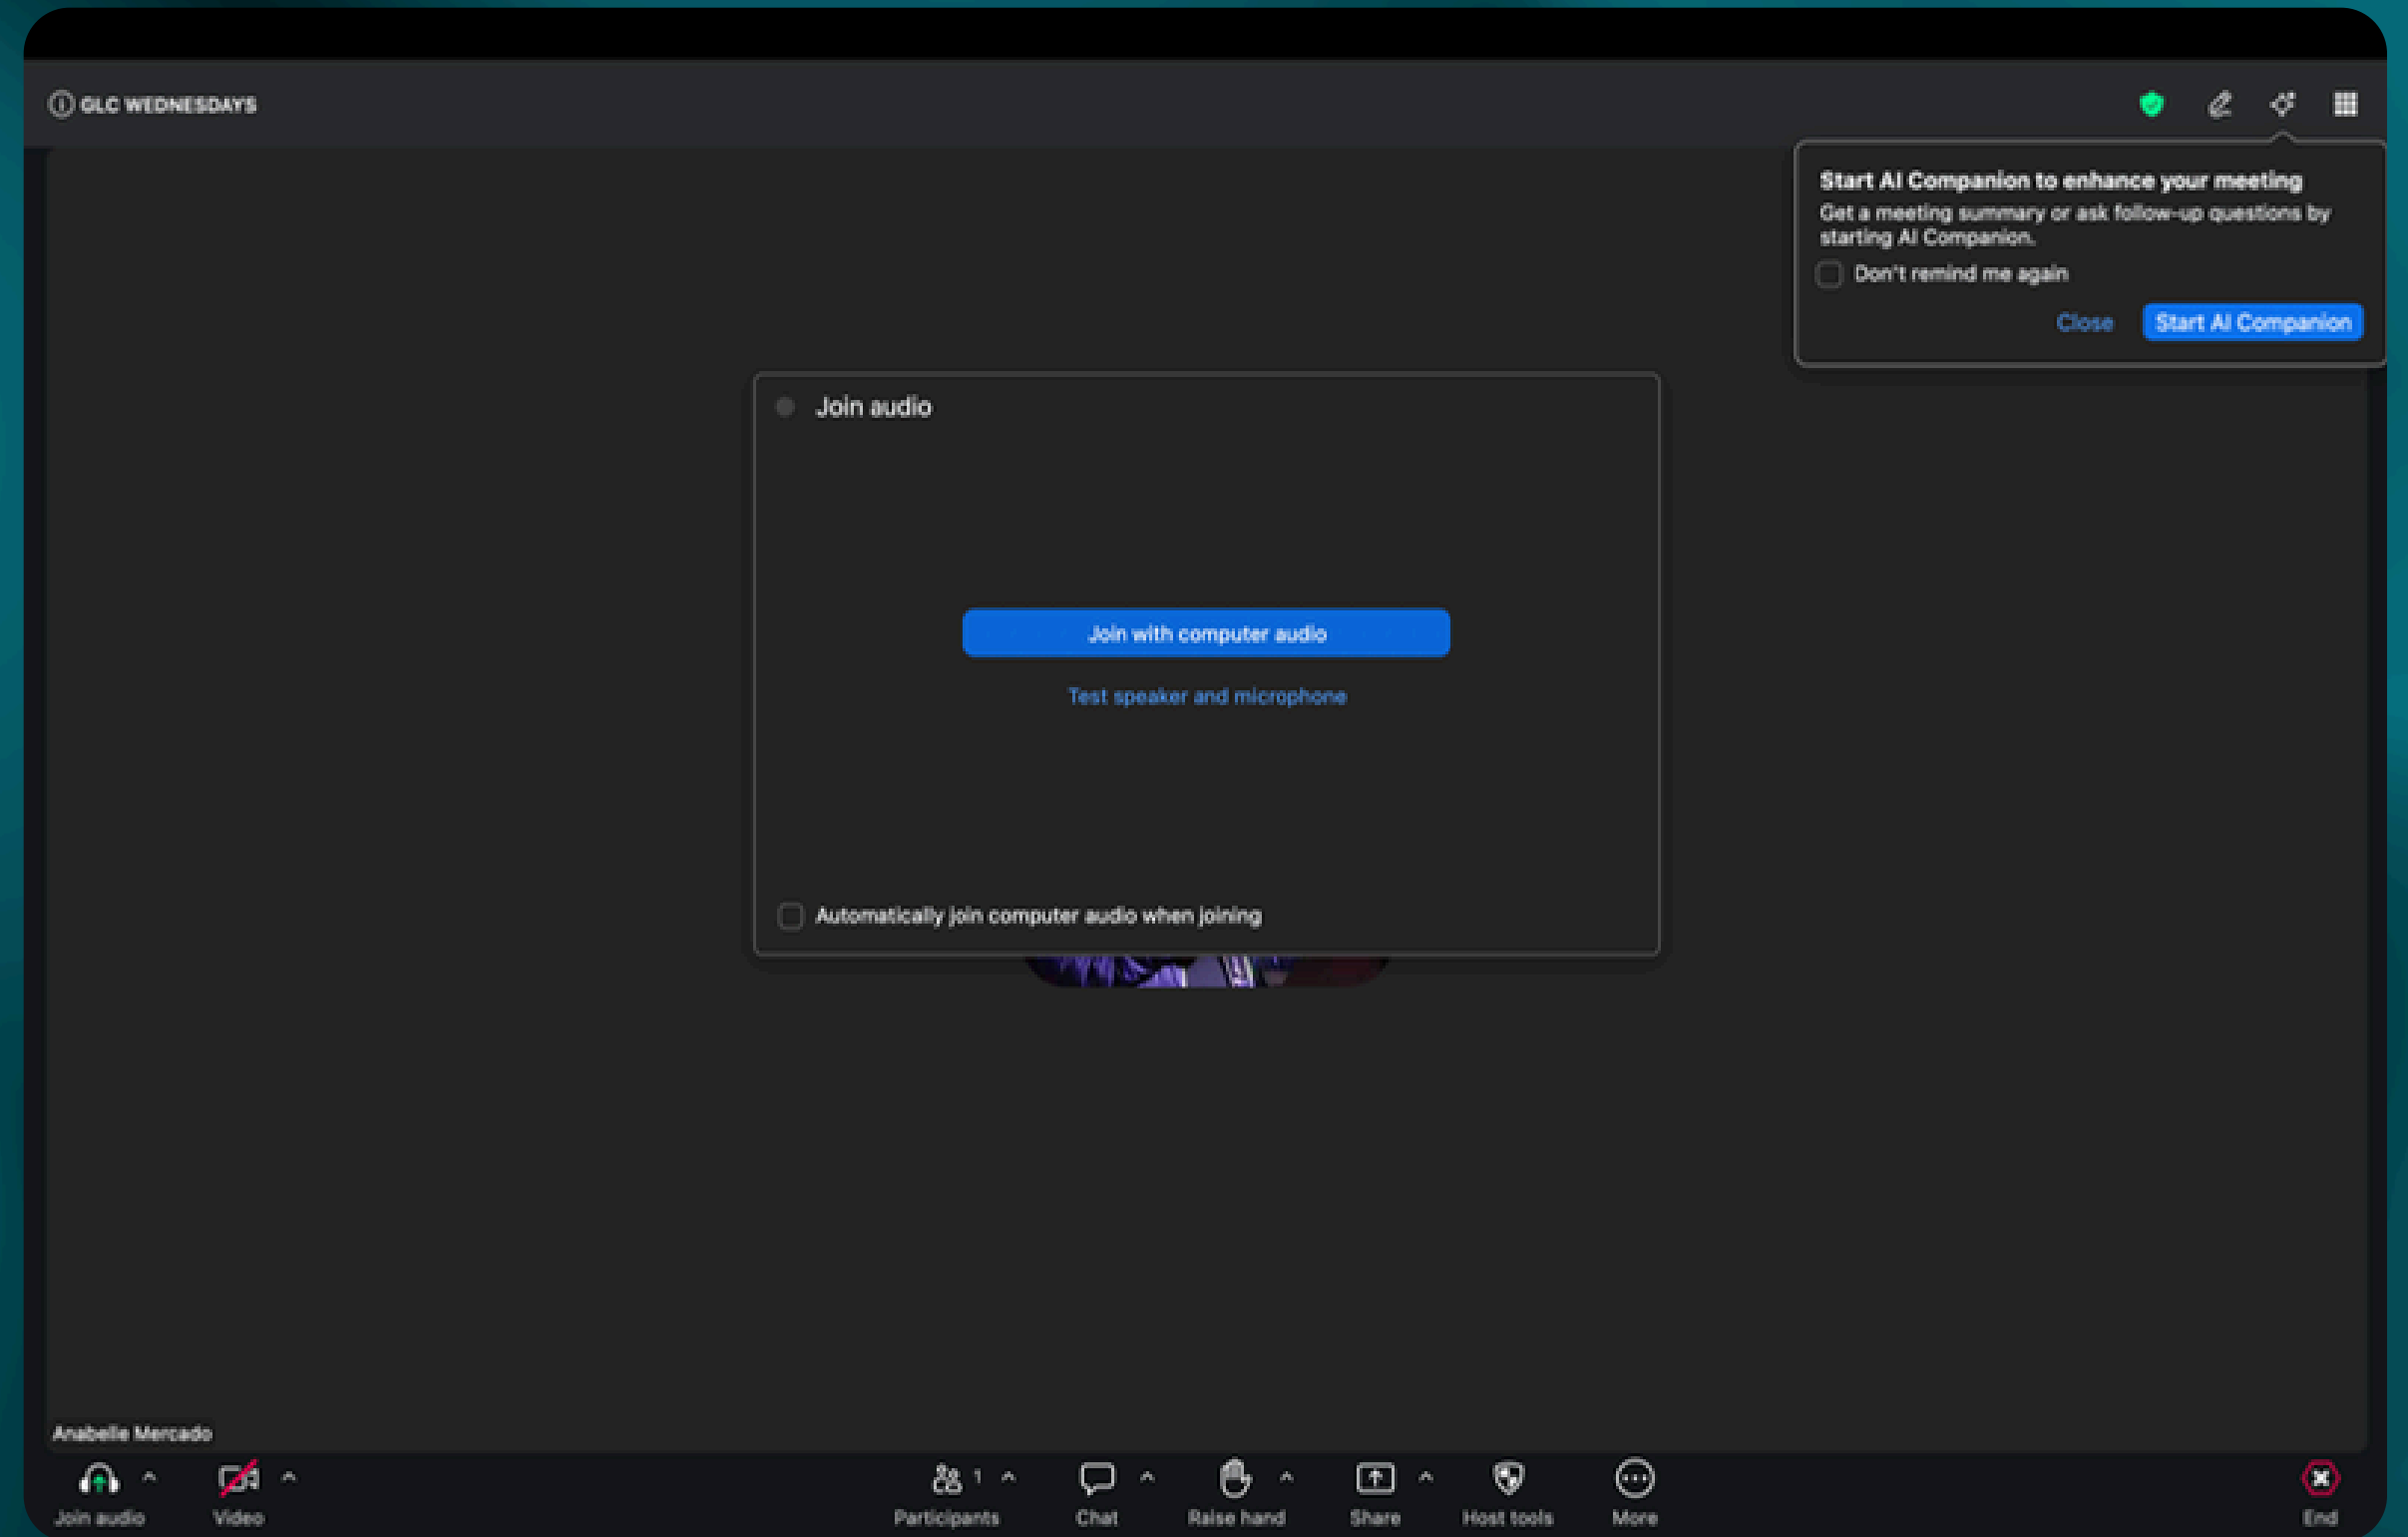 GLC WEDNESDAYS
Start AI Companion to enhance your meeting
Get a meeting summary or ask follow-up questions by
starting AI Companion.
Don't remind me again
Close
Start AI Companion
Join audio
Join with computer audio
Test speaker and microphone
Automatically join computer audio when joining
Anabelle Mercado
1
Join audio
Video
Participants
Chat
Raise hand
Share
Host tools
More
End